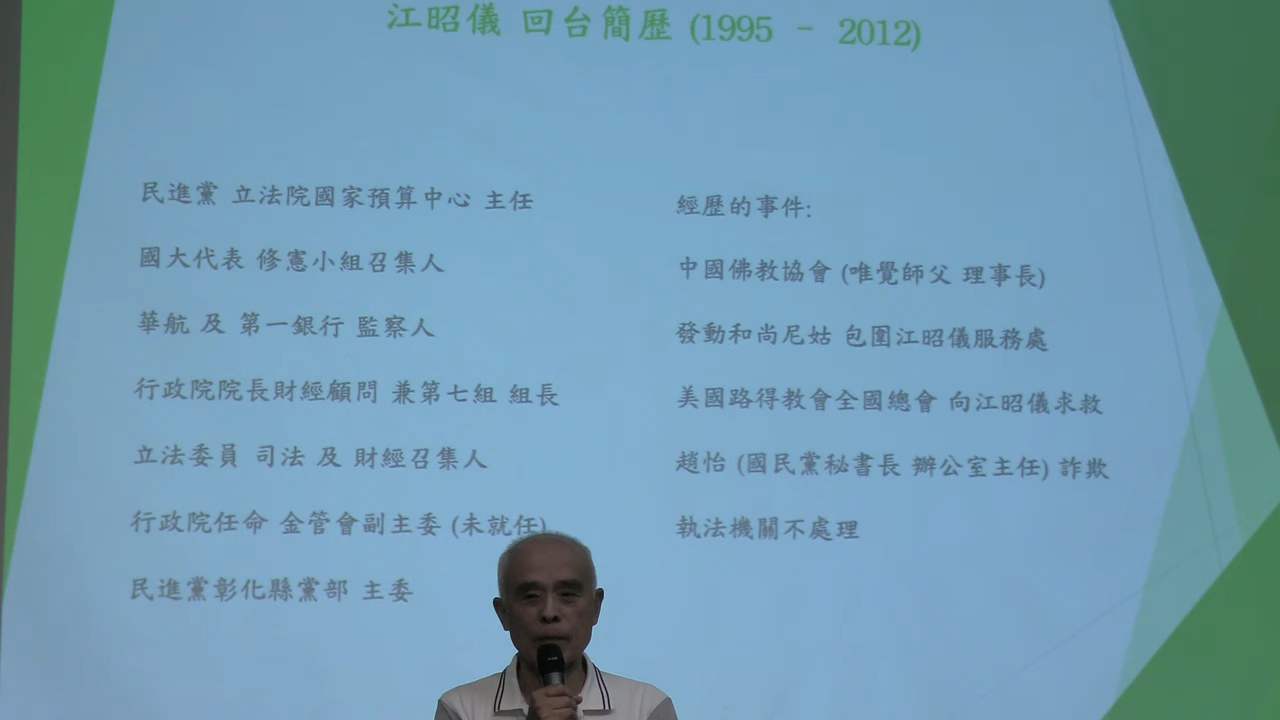 江昭儀 回台簡歷 (1995 - 2012)
民進黨 立法院國家預算中心 主任
國大代表 修憲小組召集人
華航 及 第一銀行 監察人
行政院院長財經顧問 兼第七組 組長
立法委員 司法 及 財經召集人
行政院任命 金管會副主委 (未就任)
民進黨彰化縣黨部 主委
經歷的事件:
中國佛教協會 (唯覺師父 理事長)
發動和尚尼姑 包圍江昭儀服務處
美國路得教會全國總會 向江昭儀求救
趙怡 (國民黨秘書長 辦公室主任) 詐欺
執法機關不處理